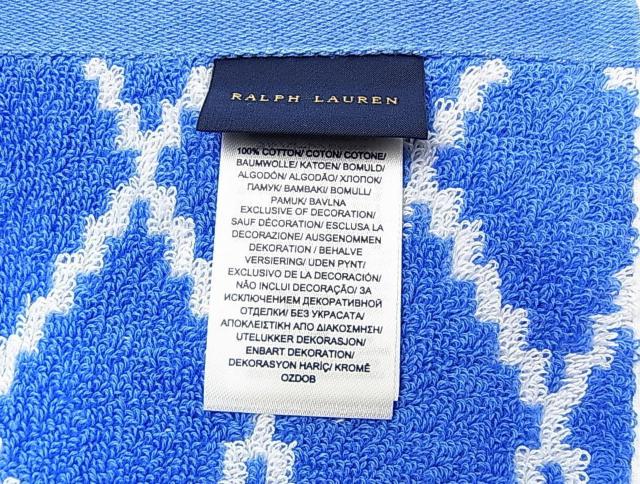 RALPH LAUREN
100% COTTON/ COTON/ COTONE/
BAUMWOLLE/ KATOEN/ BOMULD/
ALGODÓN/ ALGODÃO/ ХЛОПОК/
ПАМУК/ BAMBAKI/ BOMULL/
PAMUK/ BAVLNA
EXCLUSIVE OF DECORATION/
SAUF DÉCORATION/ ESCLUSA LA
DECORAZIONE/ AUSGENOMMEN
DEKORATION / BEHALVE
VERSIERING/ UDEN PYNT/
EXCLUSIVO DE LA DECORACIÓN/
NÃO INCLUI DECORAÇÃO/ ЗА
ИСКЛЮЧЕНИЕМ ДЕКОРАТИВНОЙ
ОТДЕЛКИ/ БЕЗ УКРАСАТА/
ΑΠΟΚΛΕΙΣΤΙΚΗ ΑΠΟ ΔΙΑΚΟΣΜΗΣΗ/
UTELUKKER DEKORASJON/
ENBART DEKORATION/
DEKORASYON HARİÇ/ KROMĚ
OZDOB